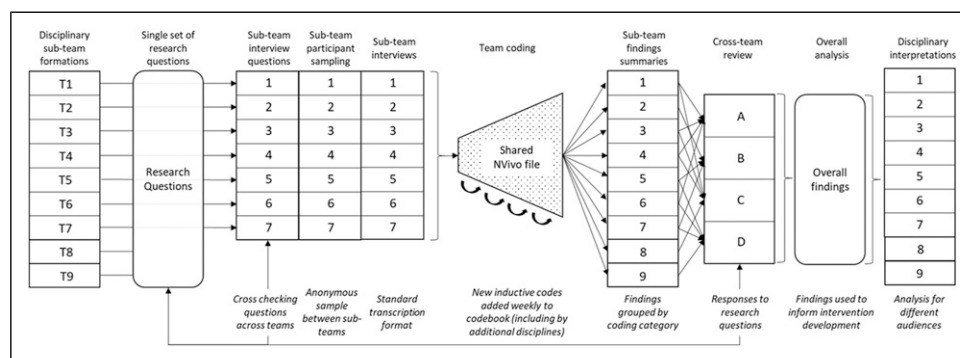 Disciplinary
sub-team
formations
Single set of
research
questions
Sub-team
interview
questions
Sub-team
participant
sampling
Sub-team
interviews
Team coding
Sub-team
findings
summaries
Cross-team
review
Overall
analysis
Disciplinary
interpretations
T1
T2
T3
T4
T5
T6
T7
T8
T9
Research
Questions
1 1 1
2 2 2
3 3 3
4 4 4
5 5 5
6 6 6
7 7 7
Shared
NVivo file
1
2
3
4
5
6
7
8
9
A
B
C
D
Overall
findings
1
2
3
4
5
6
7
8
9
Cross checking
questions
across teams
Anonymous
sample
between sub-
teams
Standard
transcription
format
New inductive codes
added weekly to
codebook (including by
additional disciplines)
Findings
grouped by
coding category
Responses to
research
questions
Findings used to
inform intervention
development
Analysis for
different
audiences